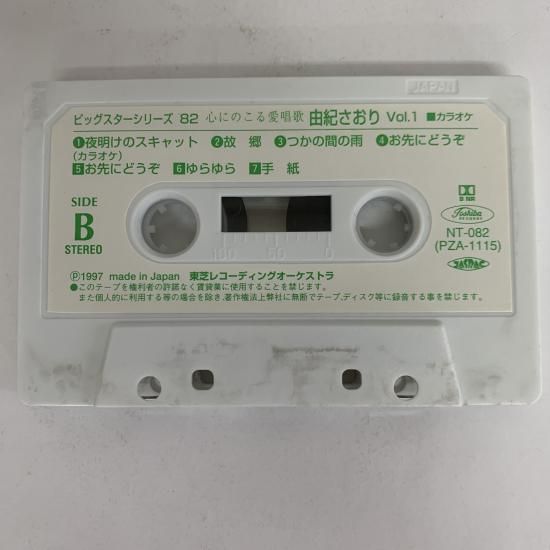 JAPAN
ビッグスターシリーズ 82 心にのこる愛唱歌 由紀さおり Vol.1 ■カラオケ
❶夜明けのスキャット ❷故 郷 ❸つかの間の雨 ❹お先にどうぞ
(カラオケ)
5お先にどうぞ 6ゆらゆら 7手 紙
SIDE
B
STEREO
B NR
Toshiba
RECORDS
NT-082
(PZA-1115)
JASRAC
100 50 0
Ⓟ1997 made in Japan 東芝レコーディングオーケストラ
●このテープを権利者の許諾なく賃貸業に使用することを禁じます。
また個人的に利用する等の場合を除き、著作権法上弊社に無断でテープ、ディスク等に録音する事を禁じます。